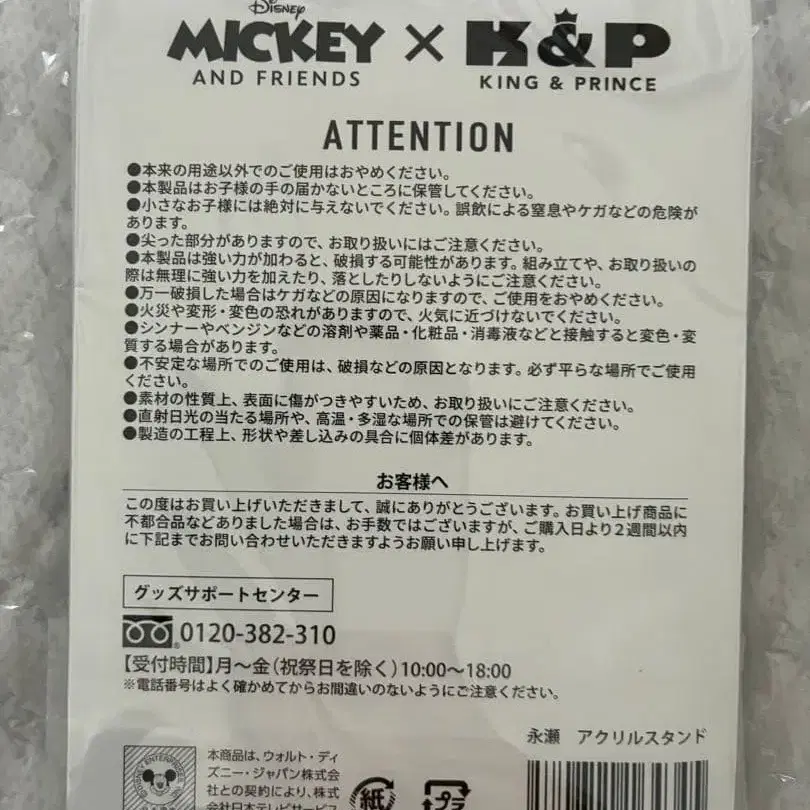 Disney
MICKEY × K&P
AND FRIENDS KING & PRINCE
ATTENTION
●本来の用途以外でのご使用はおやめください。
●本製品はお子様の手の届かないところに保管してください。
●小さなお子様には絶対に与えないでください。誤飲による窒息やケガなどの危険が
あります。
●尖った部分がありますので、お取り扱いにはご注意ください。
●本製品は強い力が加わると、破損する可能性があります。組み立てや、お取り扱いの
際は無理に強い力を加えたり、落としたりしないようにご注意ください。
●万一破損した場合はケガなどの原因になりますので、ご使用をおやめください。
●火災や変形・変色の恐れがありますので、火気に近づけないでください。
●シンナーやベンジンなどの溶剤や薬品・化粧品・消毒液などと接触すると変色・変
質する場合があります。
●不安定な場所でのご使用は、破損などの原因となります。必ず平らな場所でご使用
ください。
●素材の性質上、表面に傷がつきやすいため、お取り扱いにご注意ください。
●直射日光の当たる場所や、高温・多湿な場所での保管は避けてください。
●製造の工程上、形状や差し込みの具合に個体差があります。
お客様へ
この度はお買い上げいただきまして、誠にありがとうございます。お買い上げ商品に
不都合品などありました場合は、お手数ではございますが、ご購入日より2週間以内
に下記までお問い合わせいただきますようお願い申し上げます。
グッズサポートセンター
0120-382-310
【受付時間】月〜金(祝祭日を除く)10:00〜18:00
※電話番号はよく確かめてからお間違いのないようにご注意ください。
永瀬 アクリルスタンド
本商品は、ウォルト・ディ
ズニー・ジャパン株式会
社との契約により、株式
会社日本テレビサービス
紙
プラ